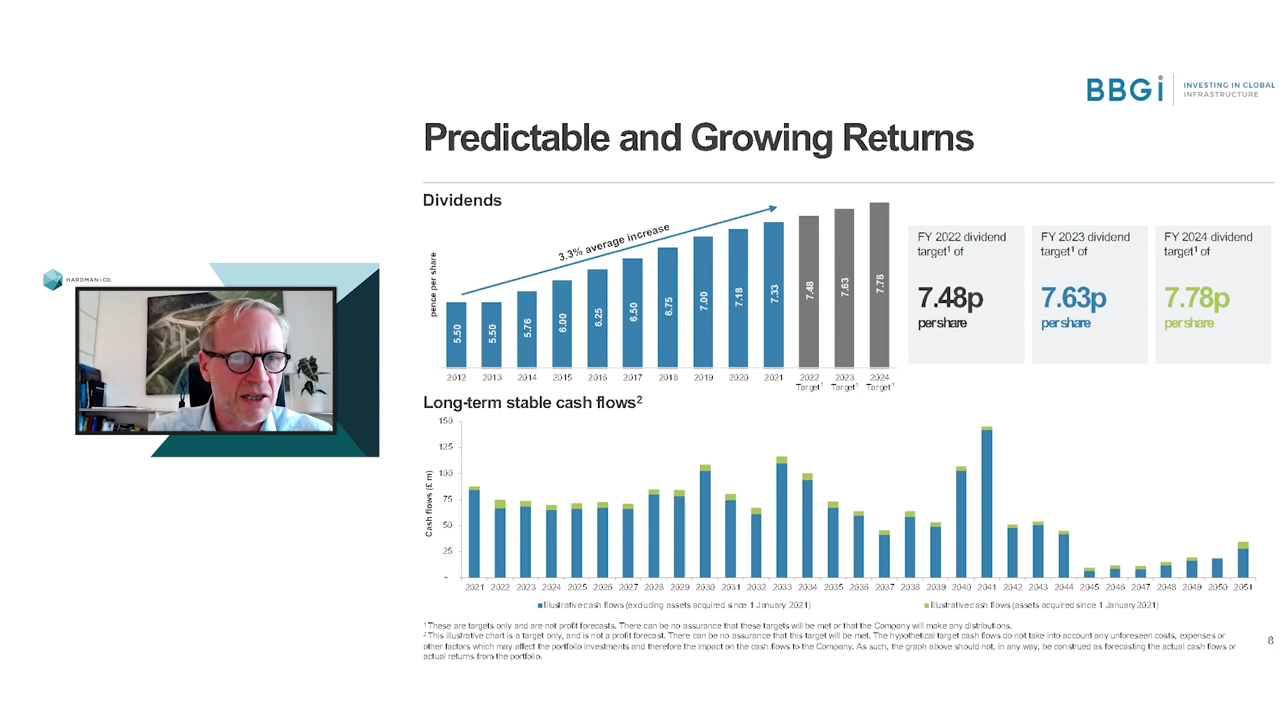 BBGi
INVESTING IN GLOBAL
INFRASTRUCTURE
Predictable and Growing Returns
HARDMAN&CO.
Dividends
pence per share
3.3% average increase
5.50 5.50 5.76 6.00 6.25 6.50 6.75 7.00 7.18 7.33 7.48 7.63 7.78
2012 2013 2014 2015 2016 2017 2018 2019 2020 2021 2022 2023 2024
Target¹ Target¹ Target¹
FY 2022 dividend
target¹ of
7.48p
per share
FY 2023 dividend
target¹ of
7.63p
per share
FY 2024 dividend
target¹ of
7.78p
per share
Long-term stable cash flows²
Cash flows (£ m)
150
125
100
75
50
25
-
2021 2022 2023 2024 2025 2026 2027 2028 2029 2030 2031 2032 2033 2034 2035 2036 2037 2038 2039 2040 2041 2042 2043 2044 2045 2046 2047 2048 2049 2050 2051
Illustrative cash flows (excluding assets acquired since 1 January 2021) Illustrative cash flows (assets acquired since 1 January 2021)
¹ These are targets only and are not profit forecasts. There can be no assurance that these targets will be met or that the Company will make any distributions.
² This illustrative chart is a target only, and is not a profit forecast. There can be no assurance that this target will be met. The hypothetical target cash flows do not take into account any unforeseen costs, expenses or
other factors which may affect the portfolio investments and therefore the impact on the cash flows to the Company. As such, the graph above should not, in any way, be construed as forecasting the actual cash flows or
actual returns from the portfolio.
8